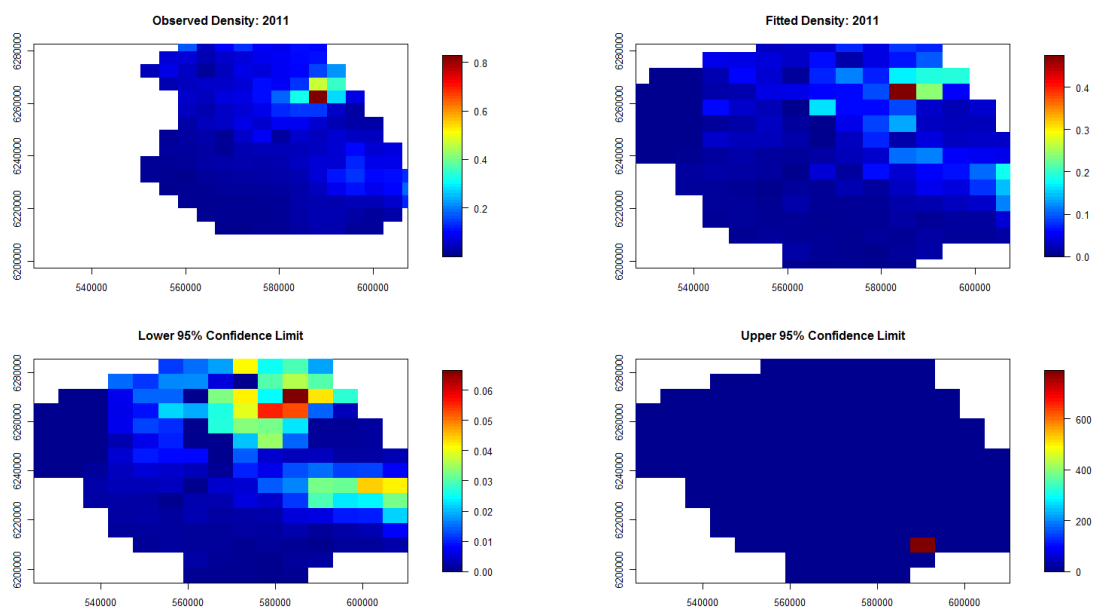 Observed Density: 2011
6200000 6220000 6240000 6260000 6280000
540000 560000 580000 600000
0.2 0.4 0.6 0.8
Fitted Density: 2011
6200000 6220000 6240000 6260000 6280000
540000 560000 580000 600000
0.0 0.1 0.2 0.3 0.4
Lower 95% Confidence Limit
6200000 6220000 6240000 6260000 6280000
540000 560000 580000 600000
0.00 0.01 0.02 0.03 0.04 0.05 0.06
Upper 95% Confidence Limit
6200000 6220000 6240000 6260000 6280000
540000 560000 580000 600000
0 200 400 600